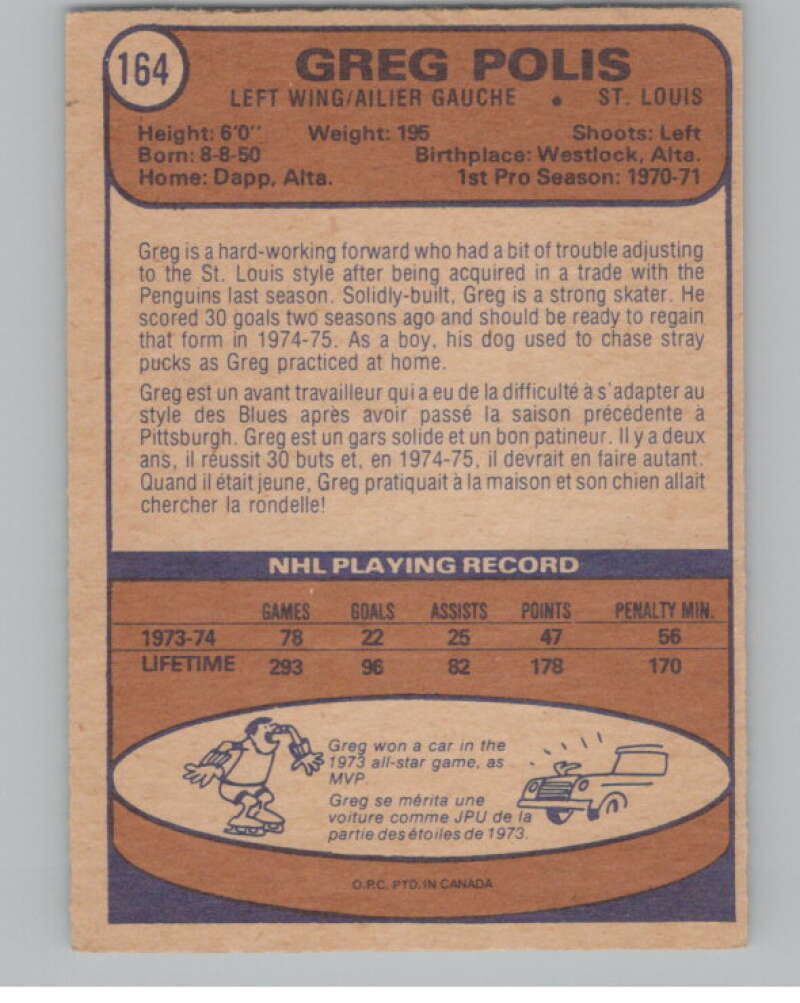 164
GREG POLIS
LEFT WING/AILIER GAUCHE • ST. LOUIS
Height: 6'0" Weight: 195 Shoots: Left
Born: 8-8-50 Birthplace: Westlock, Alta.
Home: Dapp, Alta. 1st Pro Season: 1970-71
Greg is a hard-working forward who had a bit of trouble adjusting
to the St. Louis style after being acquired in a trade with the
Penguins last season. Solidly-built, Greg is a strong skater. He
scored 30 goals two seasons ago and should be ready to regain
that form in 1974-75. As a boy, his dog used to chase stray
pucks as Greg practiced at home.
Greg est un avant travailleur qui a eu de la difficulté à s'adapter au
style des Blues après avoir passé la saison précédente à
Pittsburgh. Greg est un gars solide et un bon patineur. Il y a deux
ans, il réussit 30 buts et, en 1974-75, il devrait en faire autant.
Quand il était jeune, Greg pratiquait à la maison et son chien allait
chercher la rondelle!
NHL PLAYING RECORD
GAMES GOALS ASSISTS POINTS PENALTY MIN.
1973-74 78 22 25 47 56
LIFETIME 293 96 82 178 170
Greg won a car in the
1973 all-star game, as
MVP.
Greg se mérita une
voiture comme JPU de la
partie des étoiles de 1973.
O.P.C. PTD. IN CANADA